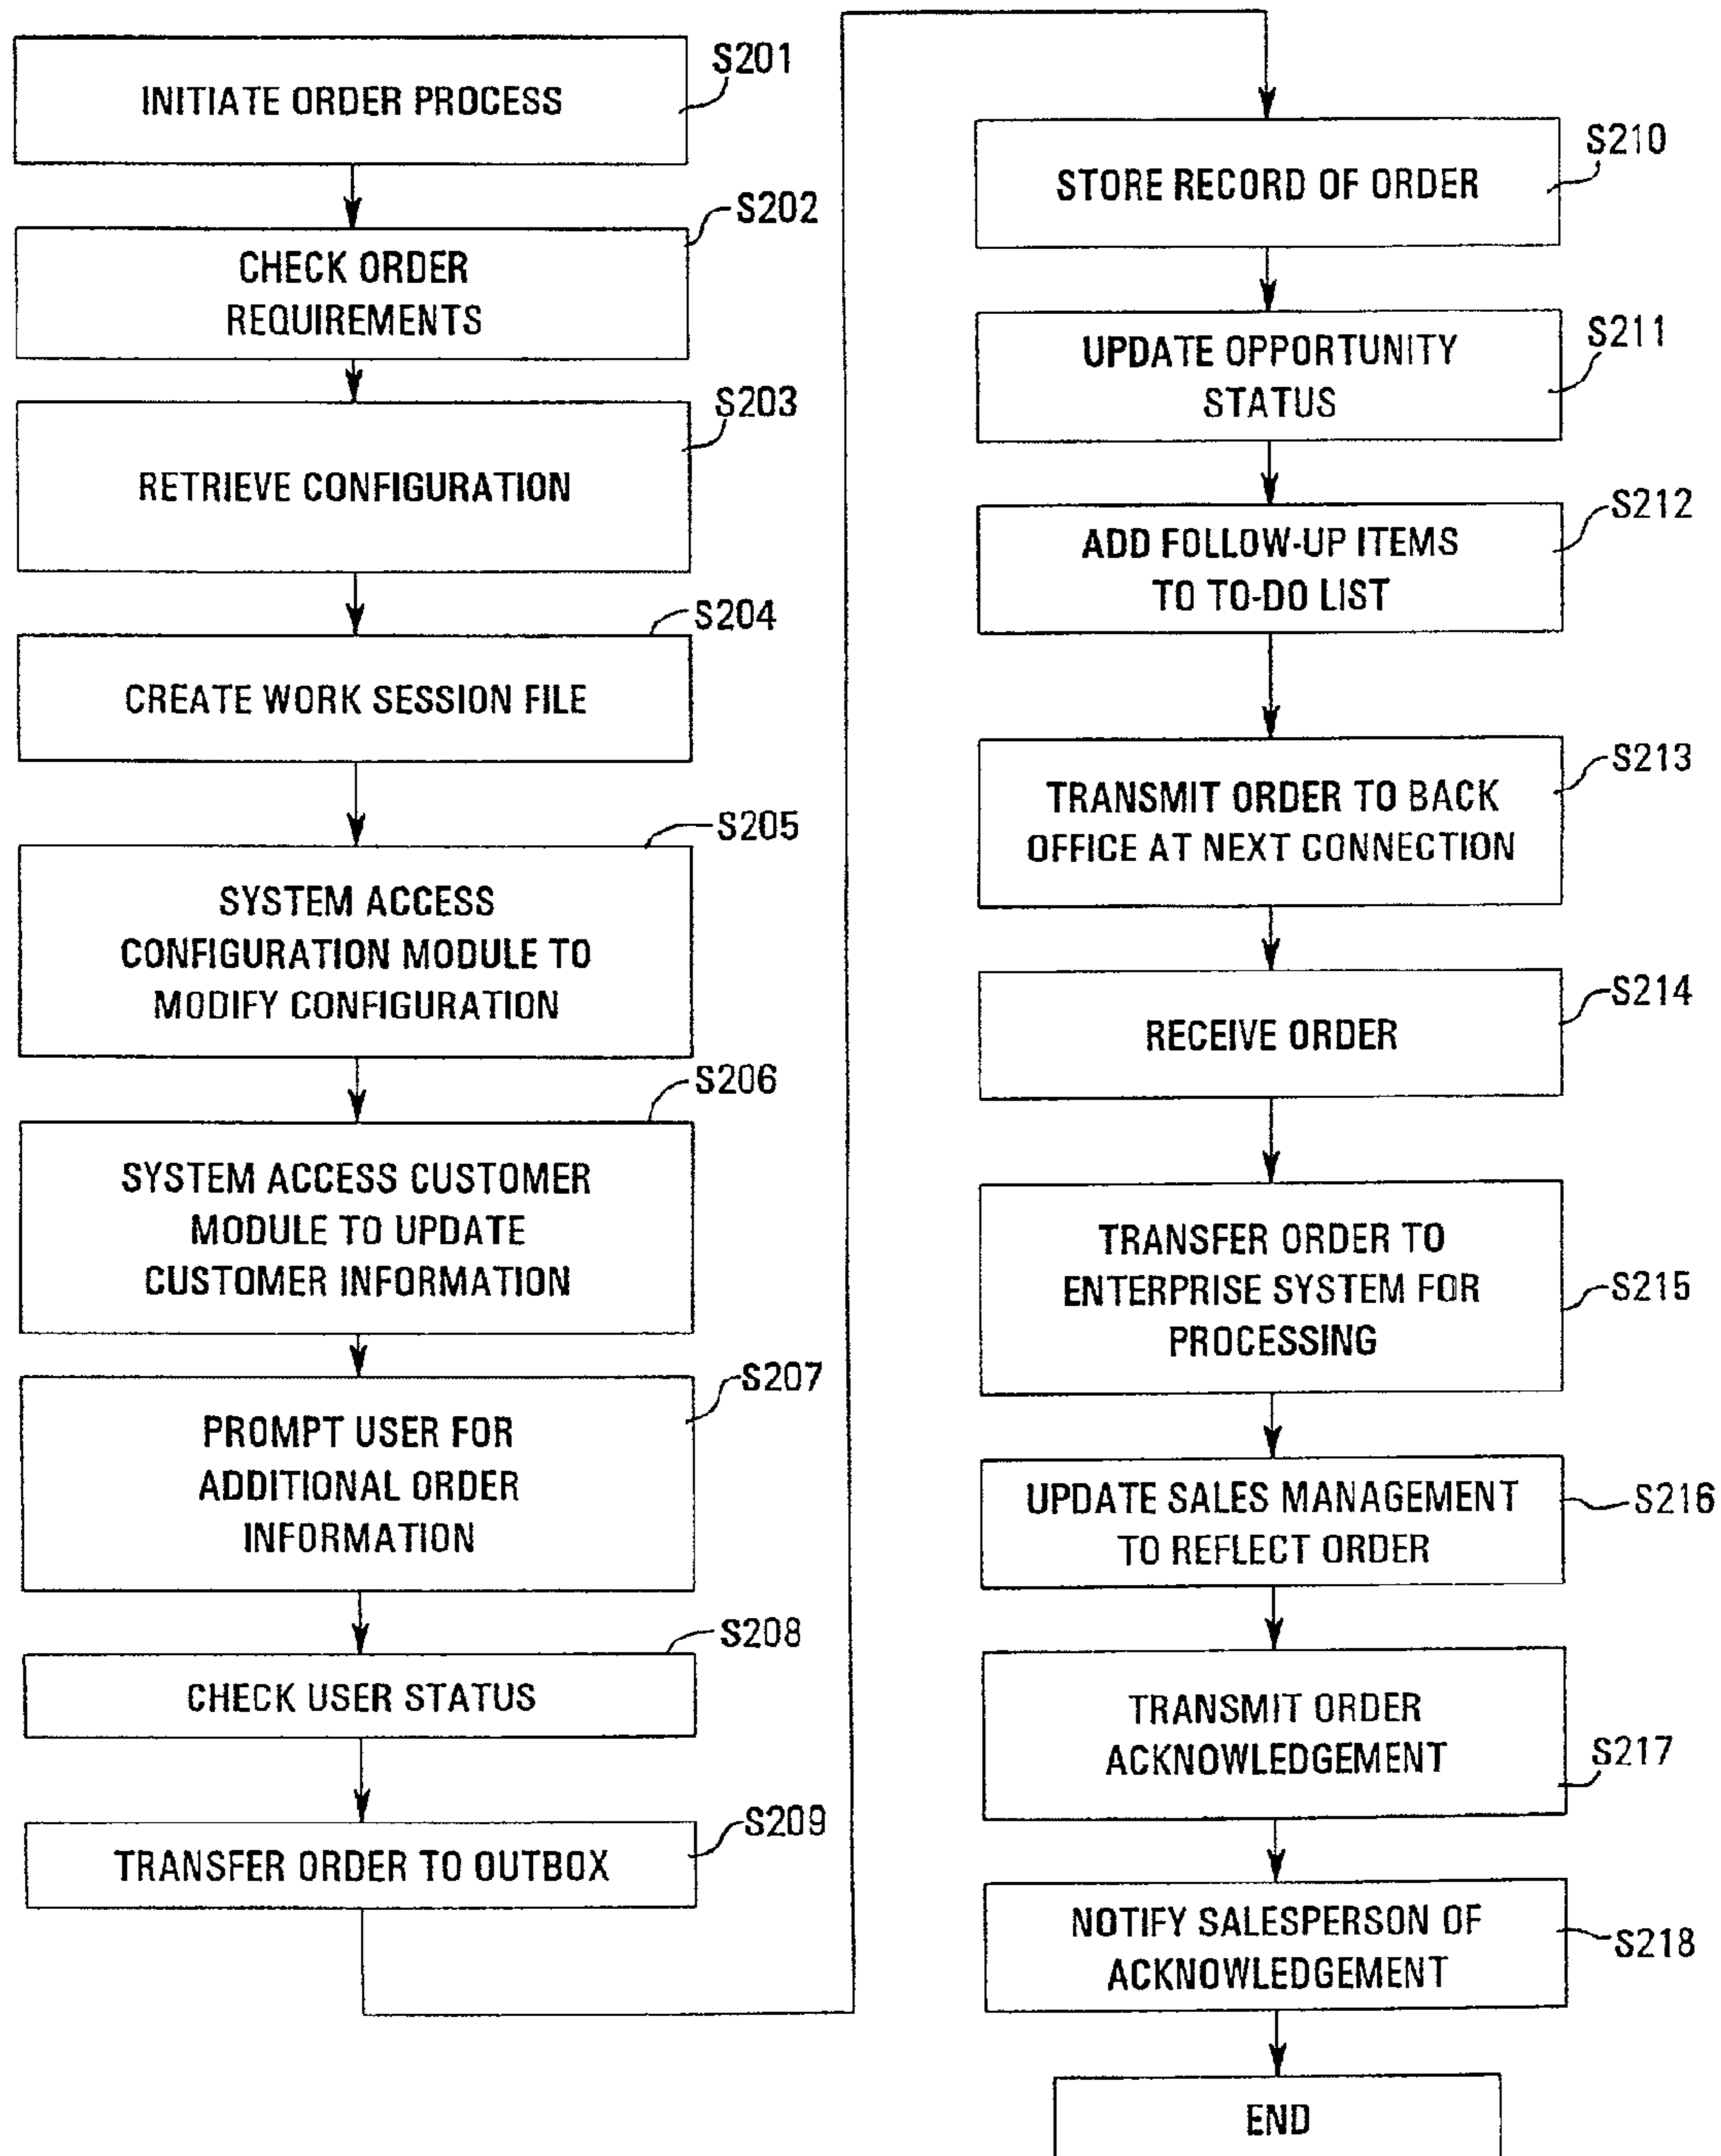 S201
INITIATE ORDER PROCESS
S202
CHECK ORDER
REQUIREMENTS
S203
RETRIEVE CONFIGURATION
S204
CREATE WORK SESSION FILE
S205
SYSTEM ACCESS
CONFIGURATION MODULE TO
MODIFY CONFIGURATION
S206
SYSTEM ACCESS CUSTOMER
MODULE TO UPDATE
CUSTOMER INFORMATION
S207
PROMPT USER FOR
ADDITIONAL ORDER
INFORMATION
S208
CHECK USER STATUS
S209
TRANSFER ORDER TO OUTBOX
S210
STORE RECORD OF ORDER
S211
UPDATE OPPORTUNITY
STATUS
S212
ADD FOLLOW-UP ITEMS
TO TO-DO LIST
S213
TRANSMIT ORDER TO BACK
OFFICE AT NEXT CONNECTION
S214
RECEIVE ORDER
TRANSFER ORDER TO
ENTERPRISE SYSTEM FOR
PROCESSING
S215
UPDATE SALES MANAGEMENT
TO REFLECT ORDER
S216
TRANSMIT ORDER
ACKNOWLEDGEMENT
S217
NOTIFY SALESPERSON OF
ACKNOWLEDGEMENT
S218
END